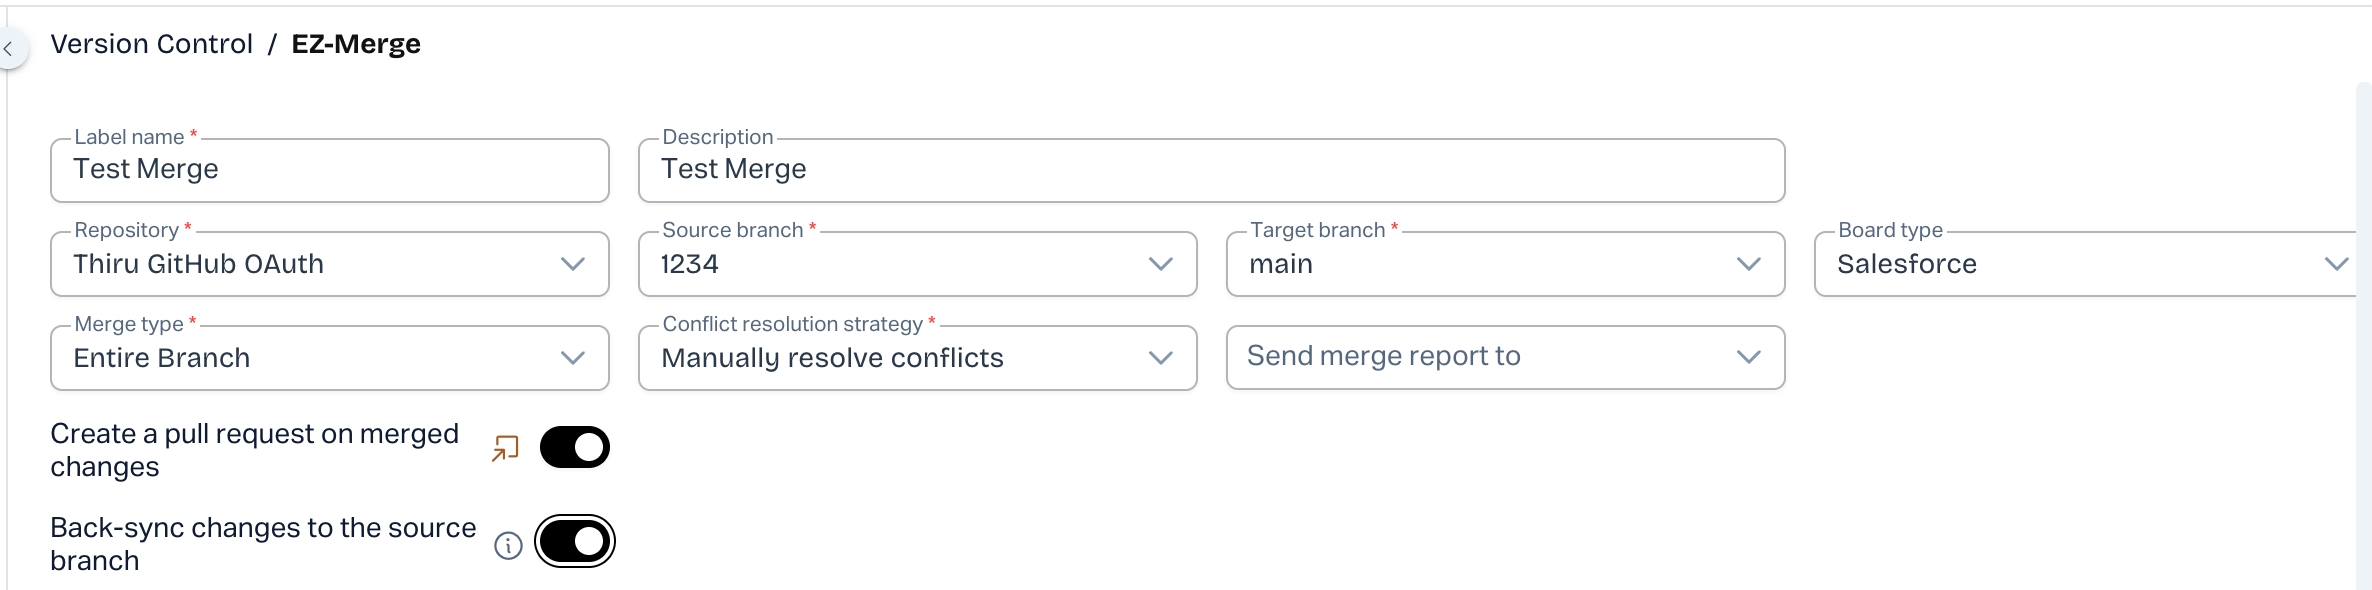 Version Control / EZ-Merge
Label name *
Test Merge
Description
Test Merge
Repository *
Thiru GitHub OAuth
Source branch *
1234
Target branch *
main
Board type
Salesforce
Merge type *
Entire Branch
Conflict resolution strategy *
Manually resolve conflicts
Send merge report to
Create a pull request on merged
changes
Back-sync changes to the source
branch